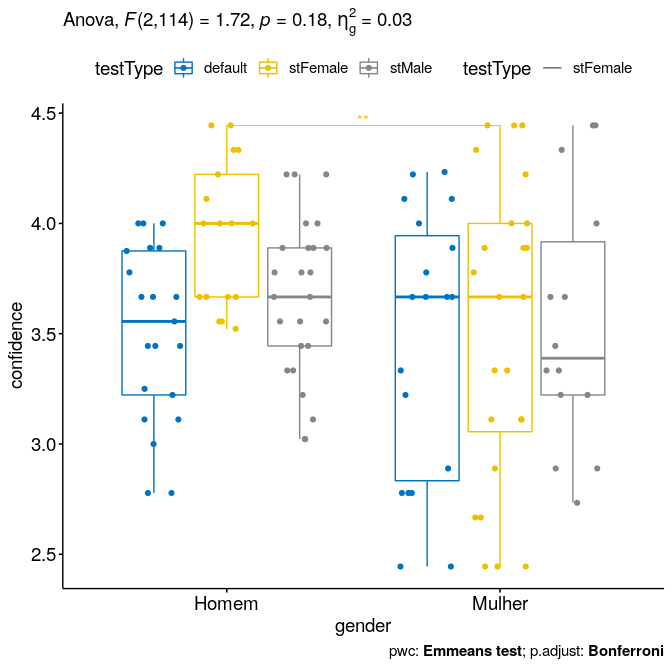 Anova, F(2,114) = 1.72, p = 0.18, η²g = 0.03
testType default stFemale stMale testType stFemale
**
4.5
4.0
3.5
3.0
2.5
confidence
Homem Mulher
gender
pwc: Emmeans test; p.adjust: Bonferroni